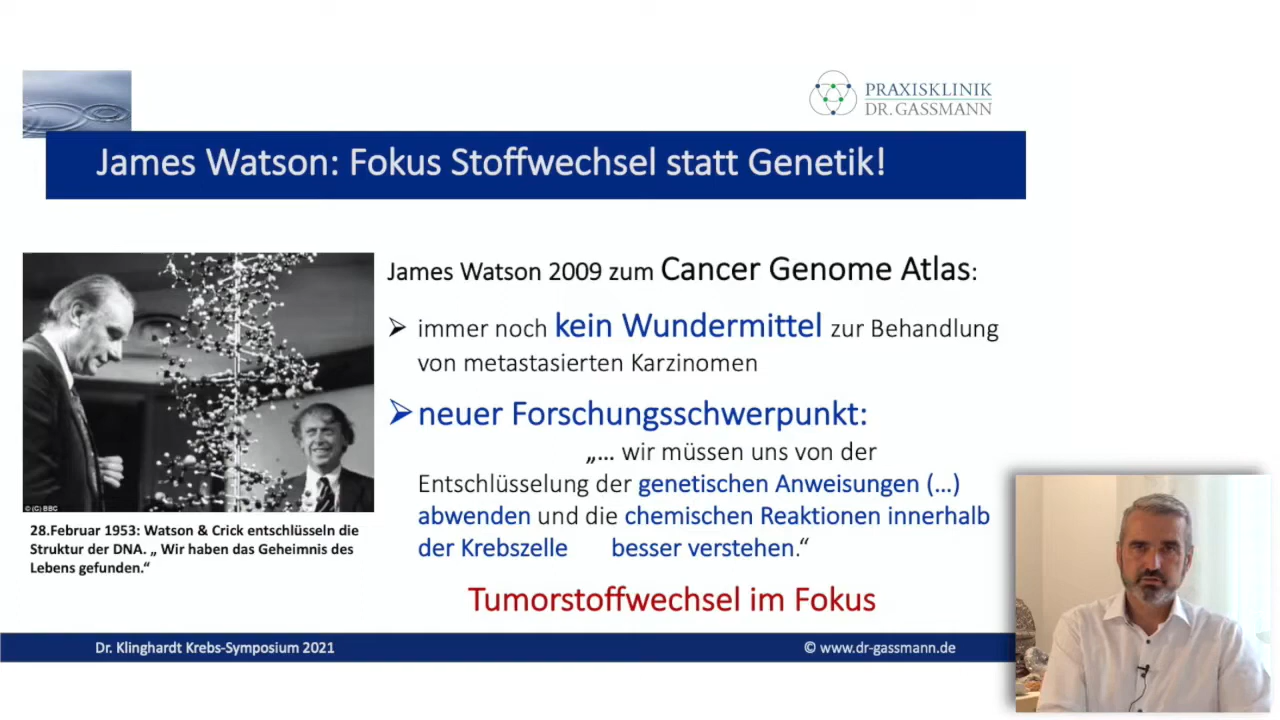 PRAXISKLINIK
DR. GASSMANN
James Watson: Fokus Stoffwechsel statt Genetik!
James Watson 2009 zum Cancer Genome Atlas:
➢ immer noch kein Wundermittel zur Behandlung
von metastasierten Karzinomen
➢ neuer Forschungsschwerpunkt:
„… wir müssen uns von der
Entschlüsselung der genetischen Anweisungen (…)
abwenden und die chemischen Reaktionen innerhalb
der Krebszelle besser verstehen.“
Tumorstoffwechsel im Fokus
© (C) BBC
28.Februar 1953: Watson & Crick entschlüsseln die
Struktur der DNA. „ Wir haben das Geheimnis des
Lebens gefunden.“
Dr. Klinghardt Krebs-Symposium 2021
© www.dr-gassmann.de